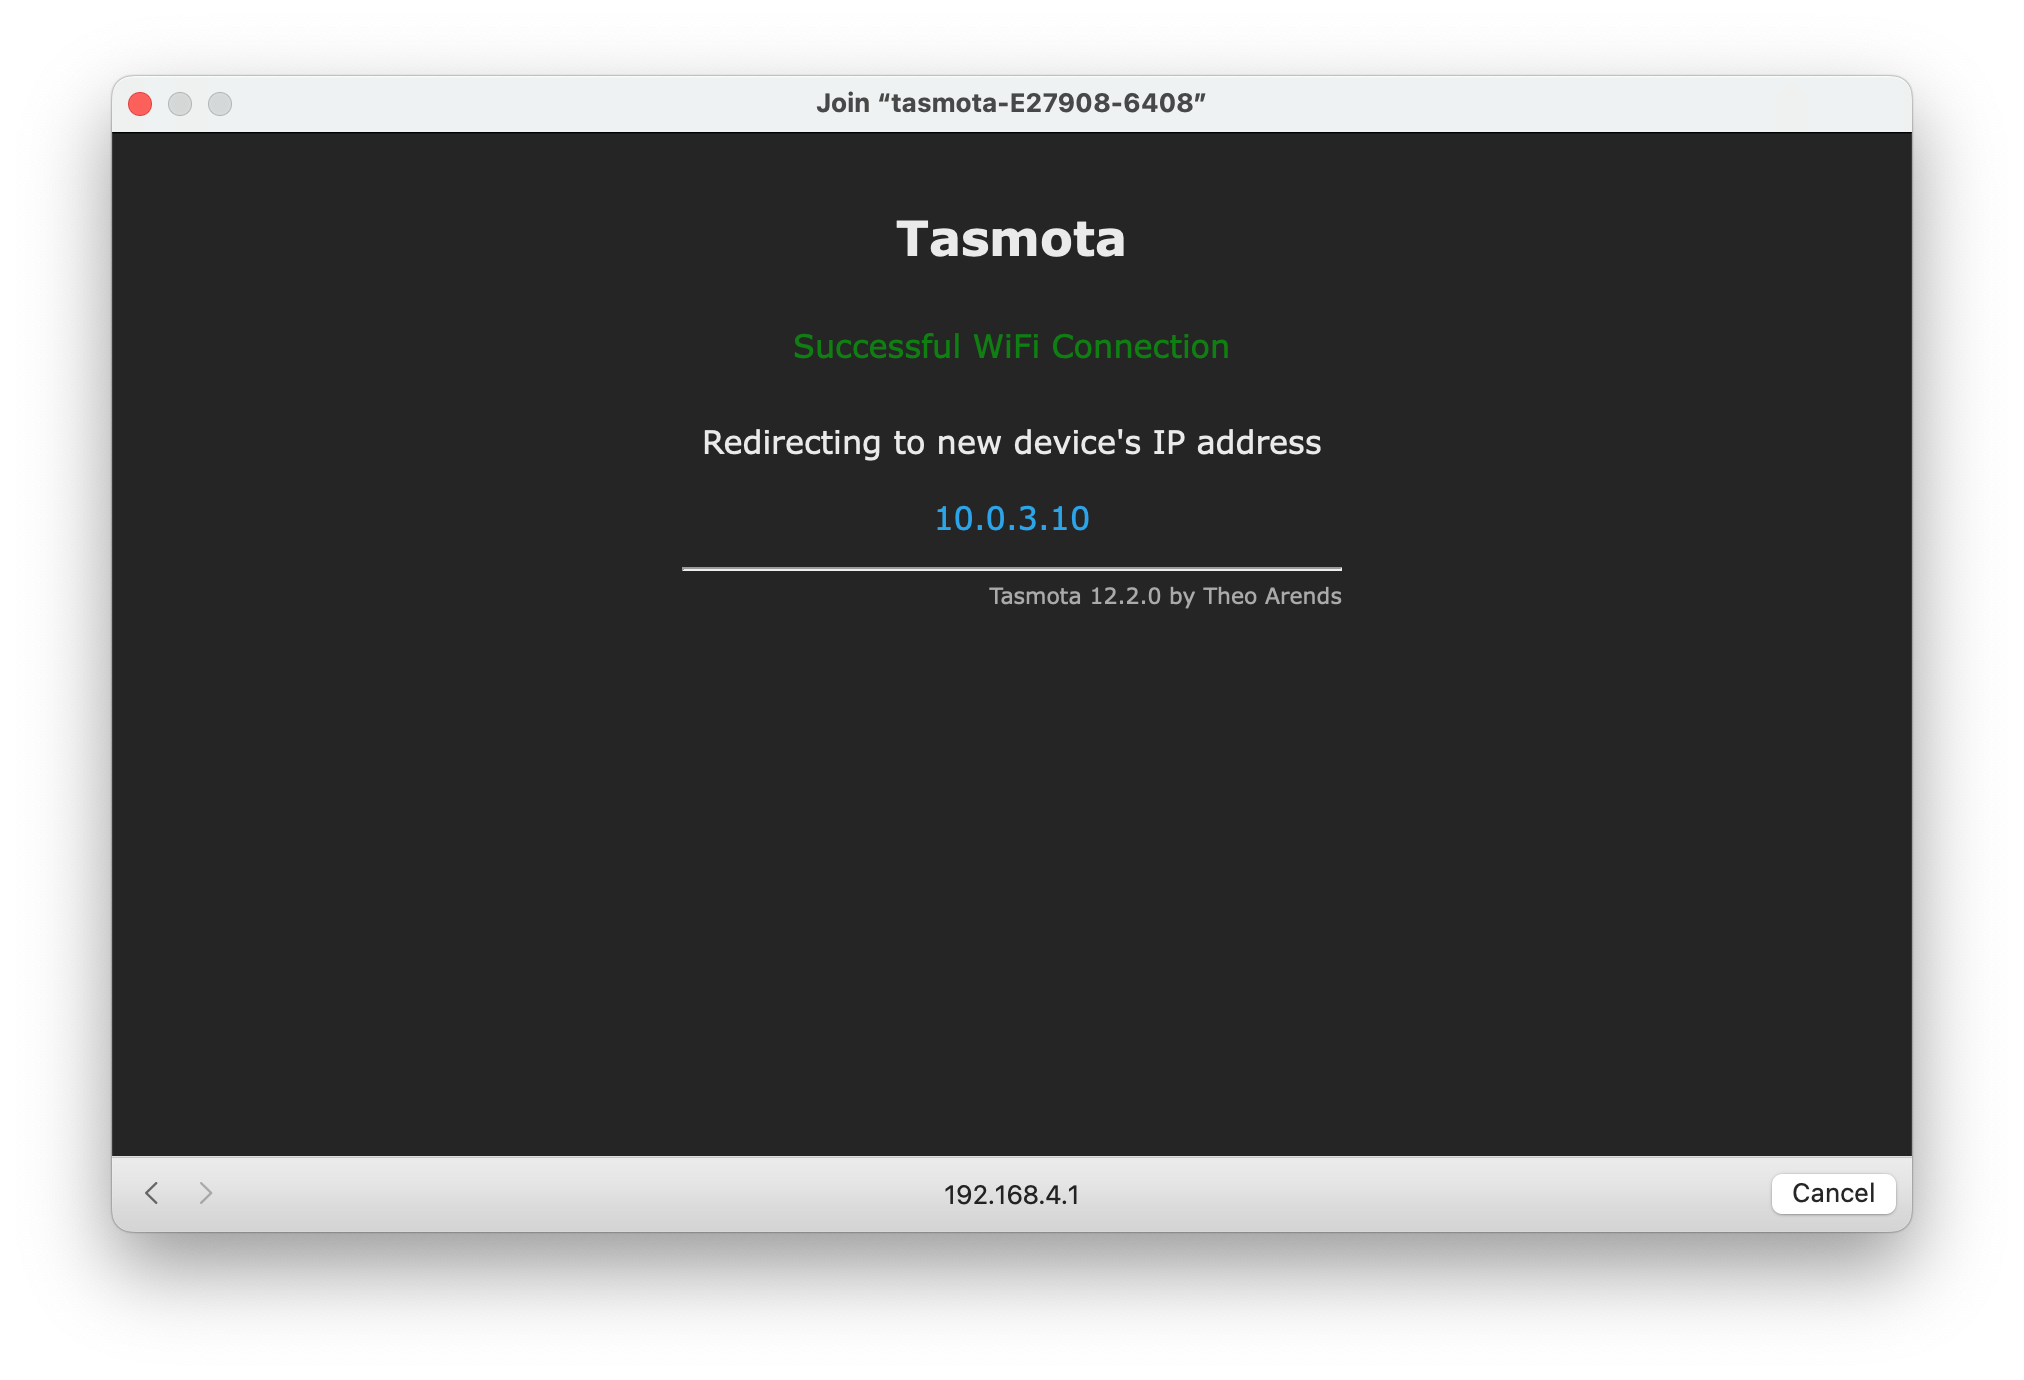 Join “tasmota-E27908-6408”
Tasmota
Successful WiFi Connection
Redirecting to new device's IP address
10.0.3.10
Tasmota 12.2.0 by Theo Arends
192.168.4.1
Cancel